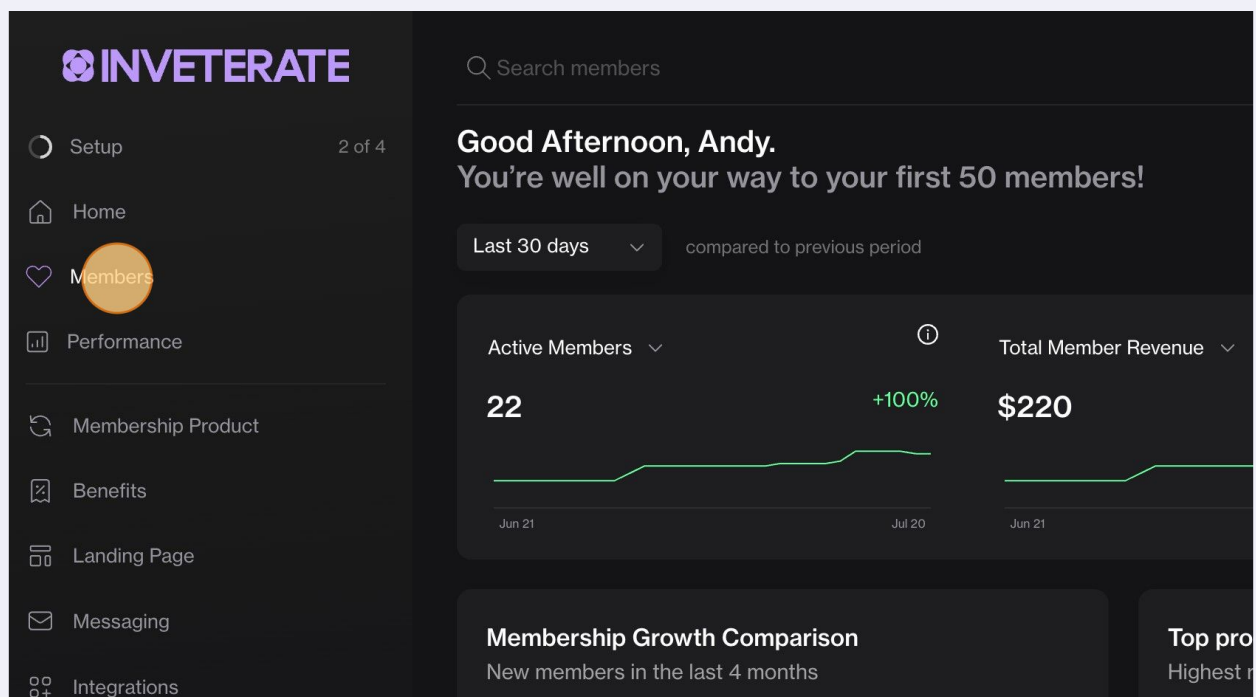 INVETERATE
Setup 2 of 4
Home
Members
Performance
Membership Product
Benefits
Landing Page
Messaging
Integrations
Search members
Good Afternoon, Andy.
You're well on your way to your first 50 members!
Last 30 days
compared to previous period
Active Members
22
+100%
Jun 21
Jul 20
Total Member Revenue
$220
Jun 21
Membership Growth Comparison
New members in the last 4 months
Top pro
Highest r